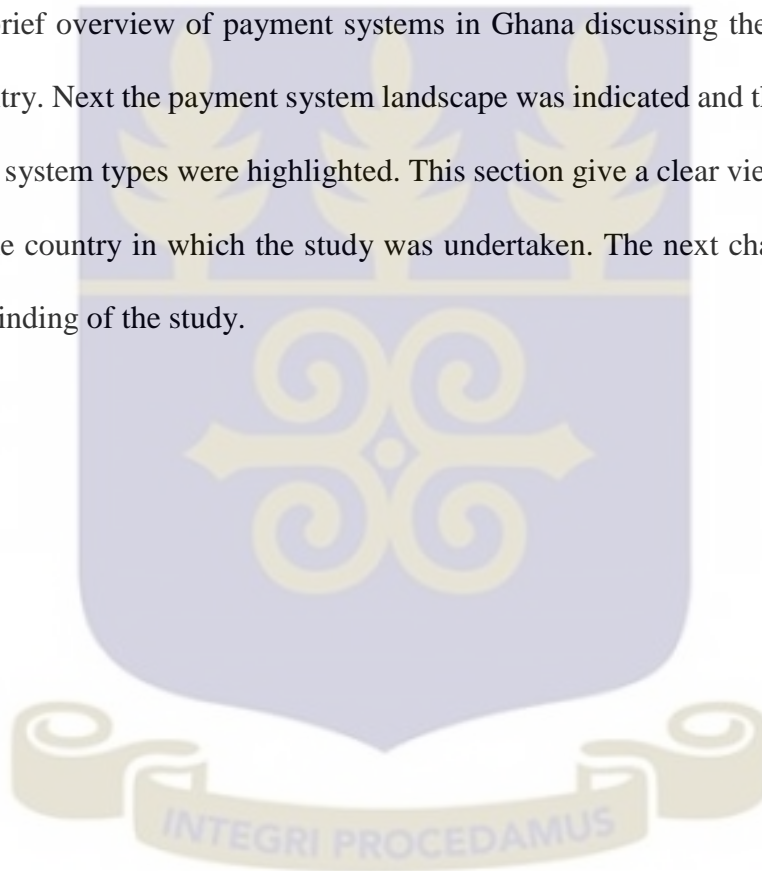 rief overview of payment systems in Ghana discussing the
try. Next the payment system landscape was indicated and t
system types were highlighted. This section give a clear vie
e country in which the study was undertaken. The next cha
inding of the study.
INTEGRI PROCEDAMUS